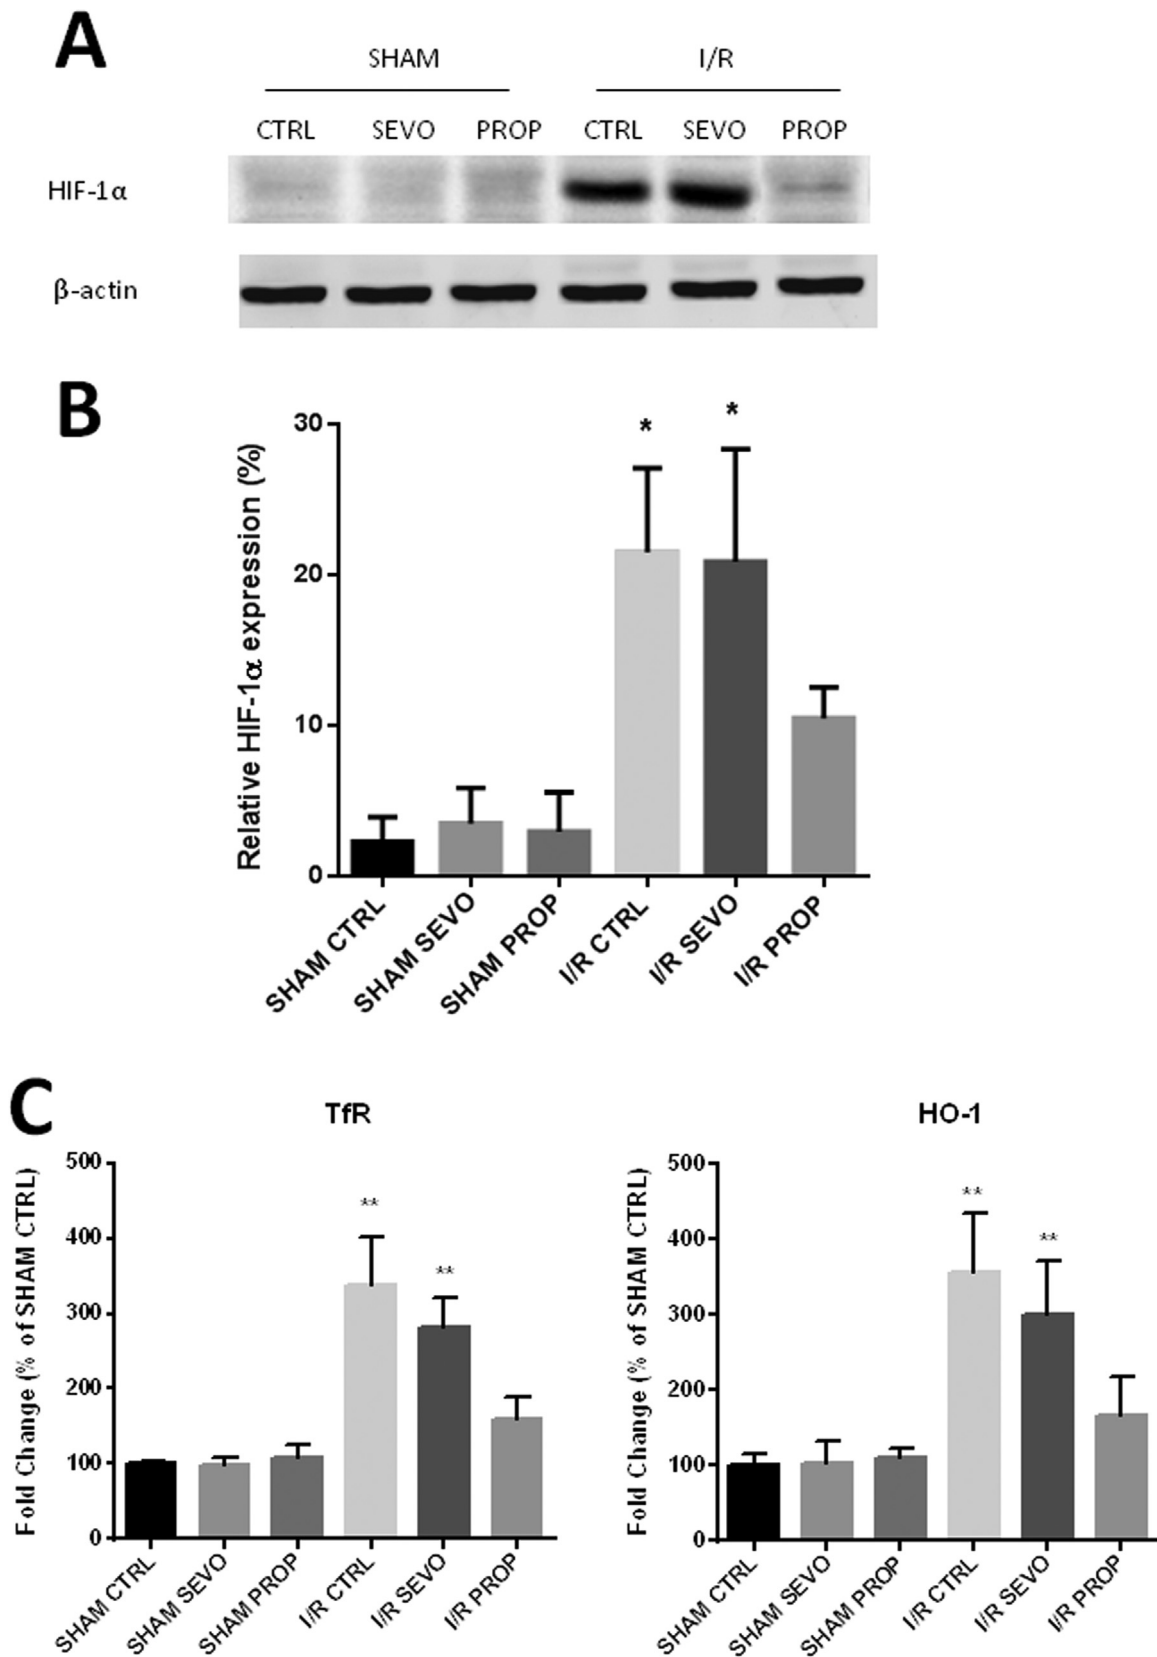 A
SHAM I/R
CTRL SEVO PROP CTRL SEVO PROP
HIF-1α
β-actin
B
Relative HIF-1α expression (%)
30
20
10
0
* *
SHAM CTRL
SHAM SEVO
SHAM PROP
I/R CTRL
I/R SEVO
I/R PROP
C
TfR
Fold Change (% of SHAM CTRL)
500
400
300
200
100
0
** **
SHAM CTRL
SHAM SEVO
SHAM PROP
I/R CTRL
I/R SEVO
I/R PROP
HO-1
Fold Change (% of SHAM CTRL)
500
400
300
200
100
0
** **
SHAM CTRL
SHAM SEVO
SHAM PROP
I/R CTRL
I/R SEVO
I/R PROP